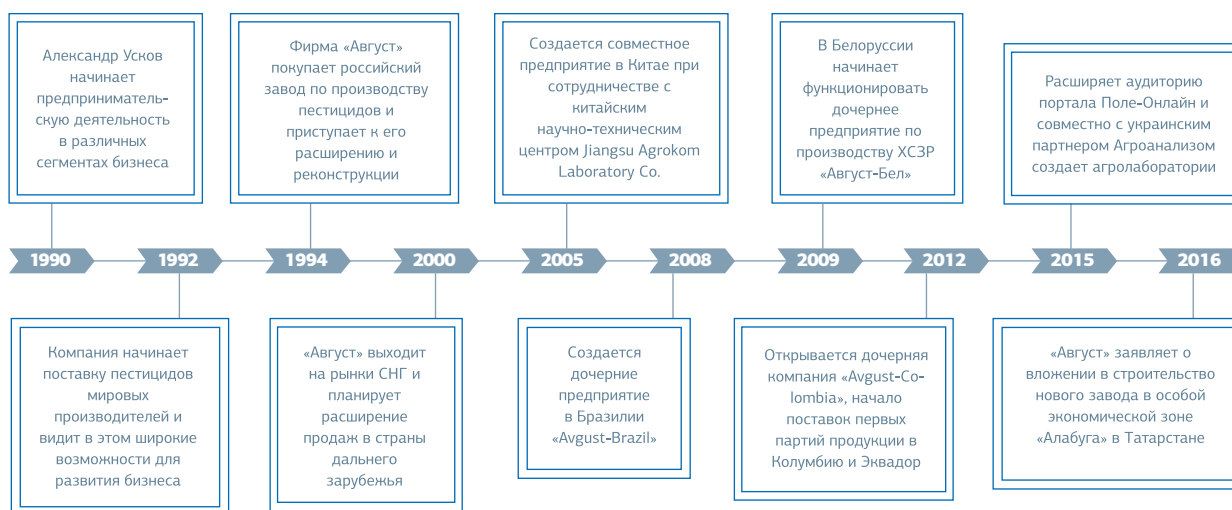 Александр Усков
начинает
предприниматель-
скую деятельность
в различных
сегментах бизнеса
Фирма «Август»
покупает российский
завод по производству
пестицидов и
приступает к его
расширению и
реконструкции
Создается совместное
предприятие в Китае при
сотрудничестве с
китайским
научно-техническим
центром Jiangsu Agrokom
Laboratory Co.
В Белоруссии
начинает
функционировать
дочернее
предприятие по
производству ХСЗР
«Август-Бел»
Расширяет аудиторию
портала Поле-Онлайн и
совместно с украинским
партнером Агроанализом
создает агролаборатории
1990
1992
1994
2000
2005
2008
2009
2012
2015
2016
Компания начинает
поставку пестицидов
мировых
производителей и
видит в этом широкие
возможности для
развития бизнеса
«Август» выходит
на рынки СНГ и
планирует
расширение
продаж в страны
дальнего
зарубежья
Создается
дочерние
предприятие
в Бразилии
«Avgust-Brazil»
Открывается дочерняя
компания «Avgust-Co-
lombia», начало
поставок первых
партий продукции в
Колумбию и Эквадор
«Август» заявляет о
вложении в строительство
нового завода в особой
экономической зоне
«Алабуга» в Татарстане